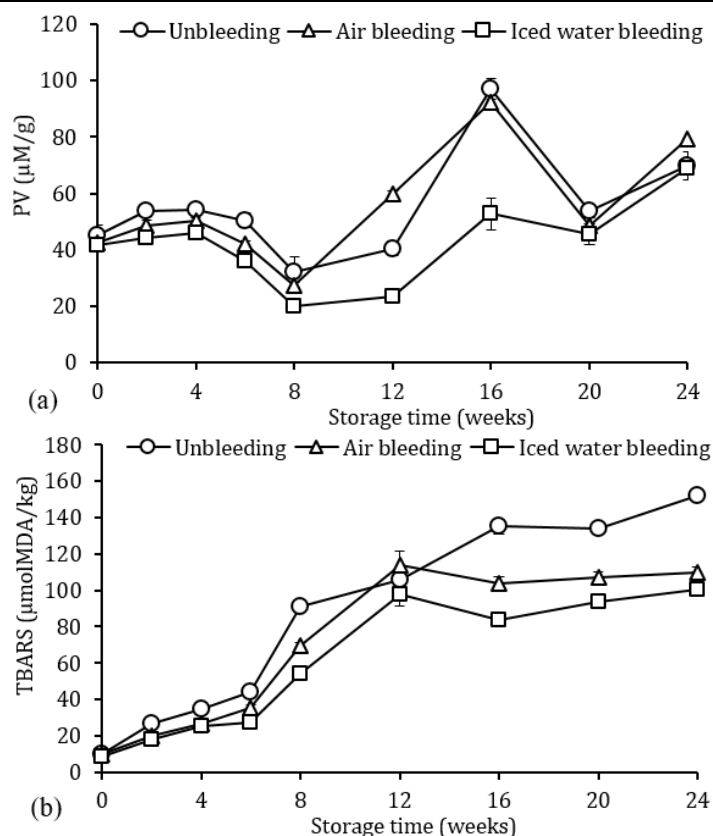 120
Unbleeding Air bleeding Iced water bleeding
100
80
PV (µM/g)
60
40
20
0
0 4 8 12 16 20 24
(a)
Storage time (weeks)
180
Unbleeding Air bleeding Iced water bleeding
160
140
120
TBARS (µmolMDA/kg)
100
80
60
40
20
0
0 4 8 12 16 20 24
(b)
Storage time (weeks)